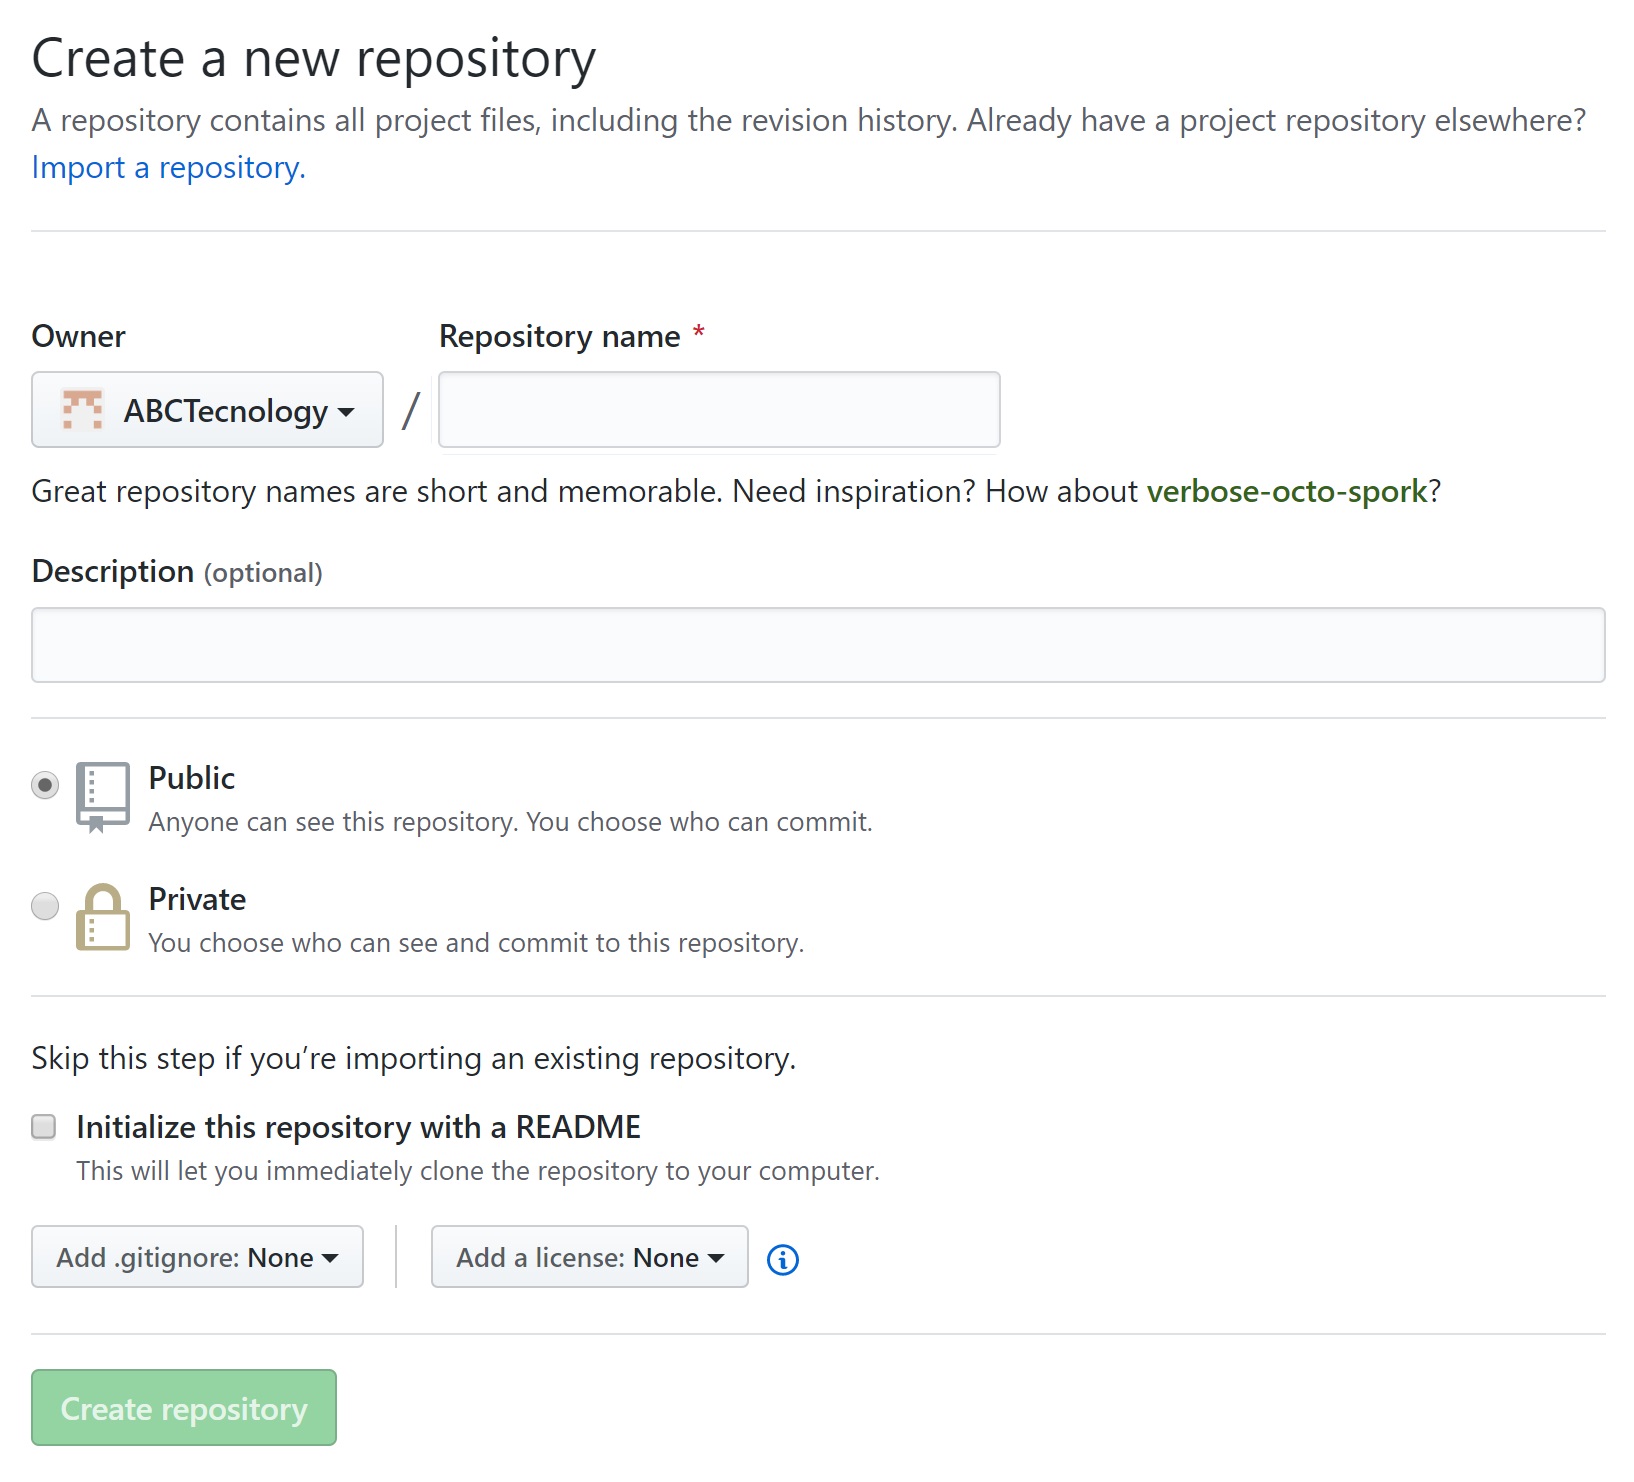 Create a new repository
A repository contains all project files, including the revision history. Already have a project repository elsewhere?
Import a repository.
Owner
Repository name *
ABCTecnology
/
Great repository names are short and memorable. Need inspiration? How about verbose-octo-spork?
Description (optional)
Public
Anyone can see this repository. You choose who can commit.
Private
You choose who can see and commit to this repository.
Skip this step if you’re importing an existing repository.
Initialize this repository with a README
This will let you immediately clone the repository to your computer.
Add .gitignore: None
Add a license: None
Create repository